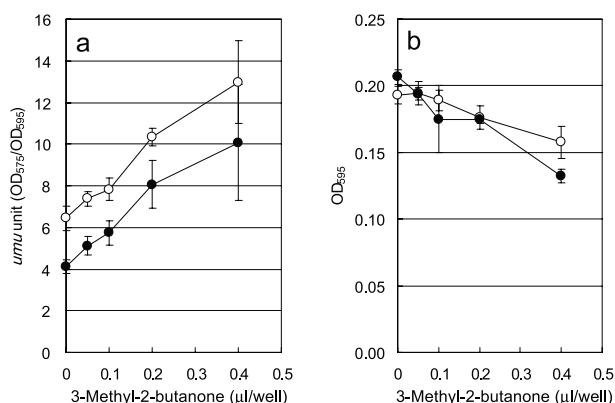 a
16
14
12
10
8
6
4
2
0
umu unit (OD575/OD595)
0 0.1 0.2 0.3 0.4 0.5
3-Methyl-2-butanone (µl/well)
b
0.25
0.20
0.15
0.10
0.05
0.00
OD595
0 0.1 0.2 0.3 0.4 0.5
3-Methyl-2-butanone (µl/well)